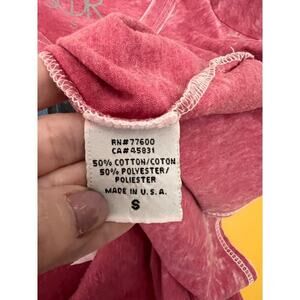 RN#77600
CA#45831
50% COTTON/COTON
50% POLYESTER/
POLIESTER
MADE IN U.S.A.
S